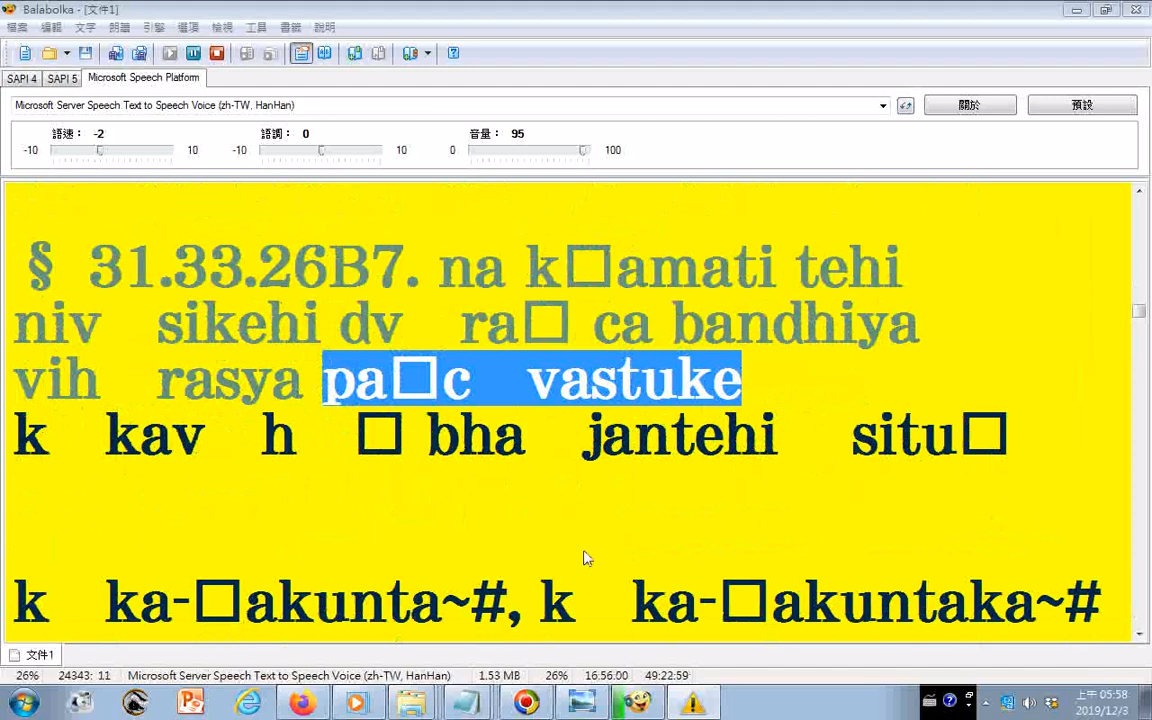 Balabolka - [文件1]
檔案 編輯 文字 朗讀 引擎 選項 檢視 工具 書籤 說明
SAPI 4 SAPI 5 Microsoft Speech Platform
Microsoft Server Speech Text to Speech Voice (zh-TW, HanHan) 關於 預設
語速： -2 語調： 0 音量： 95
-10 10 -10 10 0 100
§ 31.33.26B7. na k□amati tehi
niv sikehi dv ra□ ca bandhiya
vih rasya pa□c vastuke
k kav h □ bha jantehi situ□
k ka-□akunta~#, k ka-□akuntaka~#
文件1
26% 24343: 11 Microsoft Server Speech Text to Speech Voice (zh-TW, HanHan) 1.53 MB 26% 16:56:00 49:22:59
上午 05:58
2019/12/3